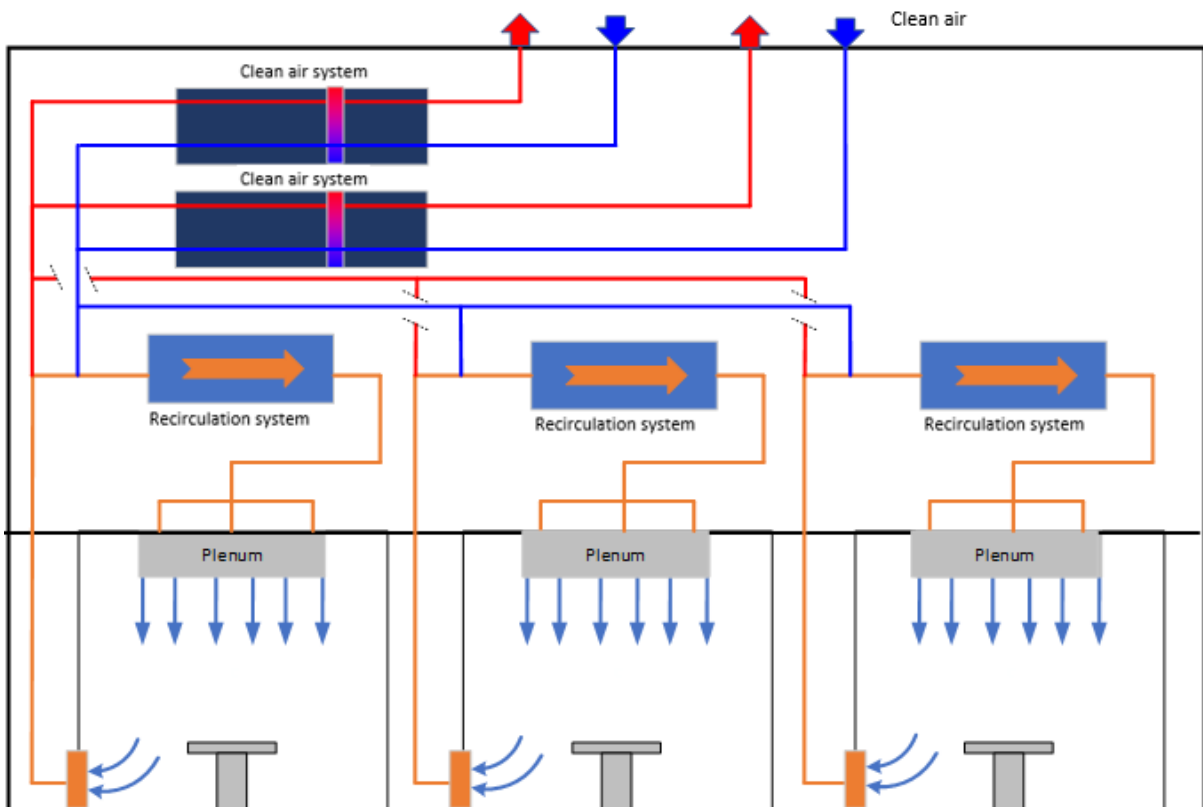 Clean air
Clean air system
Clean air system
Recirculation system
Recirculation system
Recirculation system
Plenum
Plenum
Plenum